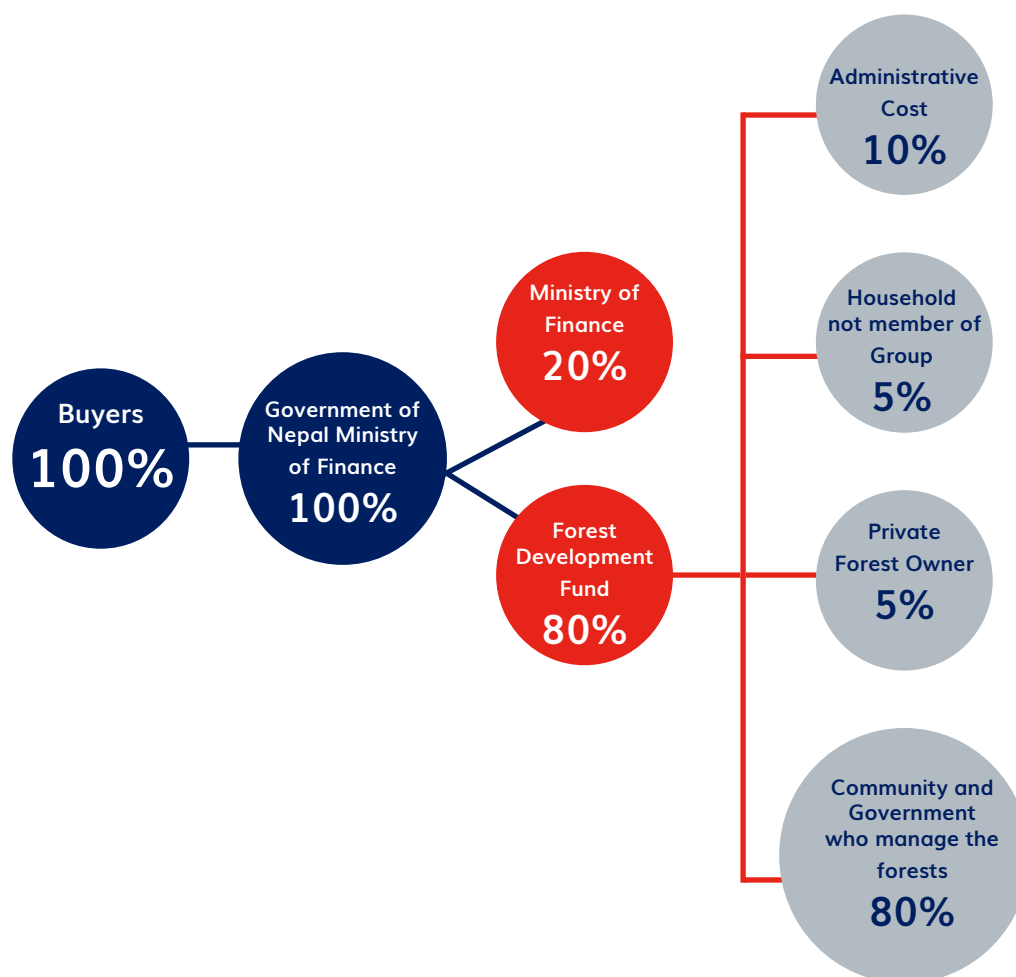 Buyers
100%
Government of
Nepal Ministry
of Finance
100%
Ministry of
Finance
20%
Forest
Development
Fund
80%
Administrative
Cost
10%
Household
not member of
Group
5%
Private
Forest Owner
5%
Community and
Government
who manage the
forests
80%